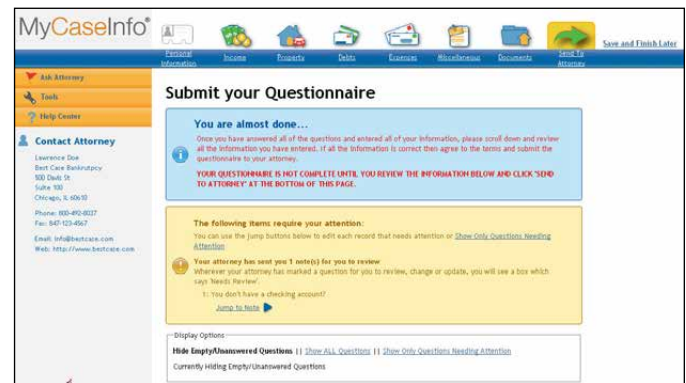 MyCaseInfo®
Personal Information
Income
Property
Debts
Expenses
Miscellaneous
Documents
Send To Attorney
Save and Finish Later
Ask Attorney
Tools
Help Center
Contact Attorney
Lawrence Doe
Best Case Bankruptcy
500 Davis St
Suite 100
Chicago, IL 60610
Phone: 800-492-8037
Fax: 847-123-4567
Email: info@bestcase.com
Web: http://www.bestcase.com
Submit your Questionnaire
You are almost done...
Once you have answered all of the questions and entered all of your information, please scroll down and review
all the information you have entered. If all the information is correct then agree to the terms and submit the
questionnaire to your attorney.
YOUR QUESTIONNAIRE IS NOT COMPLETE UNTIL YOU REVIEW THE INFORMATION BELOW AND CLICK 'SEND
TO ATTORNEY' AT THE BOTTOM OF THIS PAGE.
The following items require your attention:
You can use the jump buttons below to edit each record that needs attention or Show Only Questions Needing
Attention
Your attorney has sent you 1 note(s) for you to review
Wherever your attorney has marked a question for you to review, change or update, you will see a box which
says 'Needs Review'.
1: You don't have a checking account?
Jump to Note
Display Options
Hide Empty/Unanswered Questions || Show ALL Questions || Show Only Questions Needing Attention
Currently Hiding Empty/Unanswered Questions